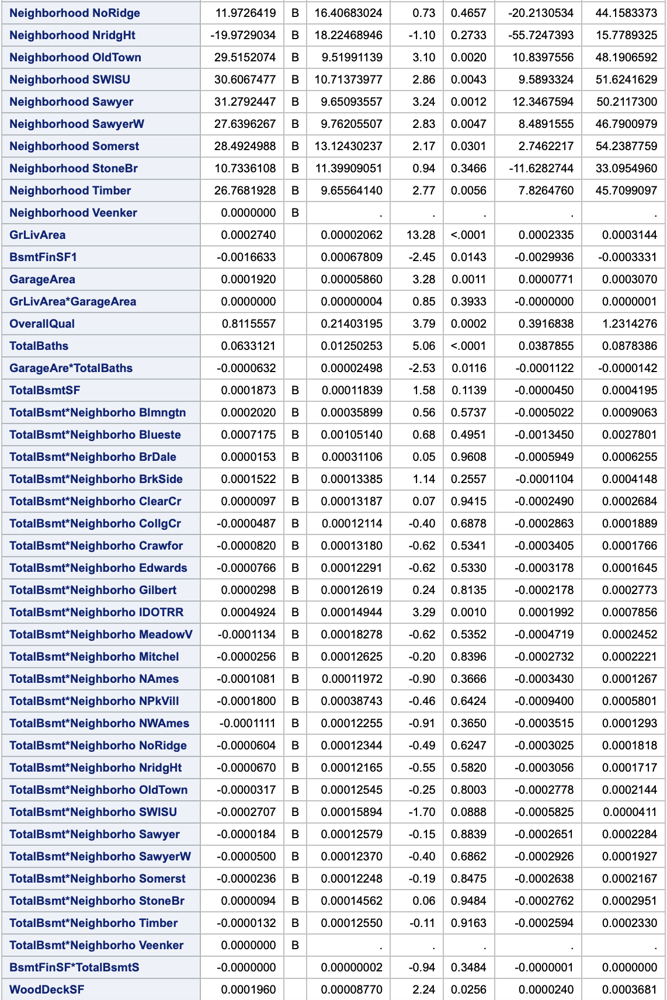 Neighborhood NoRidge 11.9726419 B 16.40683024 0.73 0.4657 -20.2130534 44.1583373
Neighborhood NridgHt -19.9729034 B 18.22468946 -1.10 0.2733 -55.7247393 15.7789325
Neighborhood OldTown 29.5152074 B 9.51991139 3.10 0.0020 10.8397556 48.1906592
Neighborhood SWISU 30.6067477 B 10.71373977 2.86 0.0043 9.5893324 51.6241629
Neighborhood Sawyer 31.2792447 B 9.65093557 3.24 0.0012 12.3467594 50.2117300
Neighborhood SawyerW 27.6396267 B 9.76205507 2.83 0.0047 8.4891555 46.7900979
Neighborhood Somerst 28.4924988 B 13.12430237 2.17 0.0301 2.7462217 54.2387759
Neighborhood StoneBr 10.7336108 B 11.39909051 0.94 0.3466 -11.6282744 33.0954960
Neighborhood Timber 26.7681928 B 9.65564140 2.77 0.0056 7.8264760 45.7099097
Neighborhood Veenker 0.0000000 B . . . . .
GrLivArea 0.0002740 0.00002062 13.28 <.0001 0.0002335 0.0003144
BsmtFinSF1 -0.0016633 0.00067809 -2.45 0.0143 -0.0029936 -0.0003331
GarageArea 0.0001920 0.00005860 3.28 0.0011 0.0000771 0.0003070
GrLivArea*GarageArea 0.0000000 0.00000004 0.85 0.3933 -0.0000000 0.0000001
OverallQual 0.8115557 0.21403195 3.79 0.0002 0.3916838 1.2314276
TotalBaths 0.0633121 0.01250253 5.06 <.0001 0.0387855 0.0878386
GarageAre*TotalBaths -0.0000632 0.00002498 -2.53 0.0116 -0.0001122 -0.0000142
TotalBsmtSF 0.0001873 B 0.00011839 1.58 0.1139 -0.0000450 0.0004195
TotalBsmt*Neighborho Blmngtn 0.0002020 B 0.00035899 0.56 0.5737 -0.0005022 0.0009063
TotalBsmt*Neighborho Blueste 0.0007175 B 0.00105140 0.68 0.4951 -0.0013450 0.0027801
TotalBsmt*Neighborho BrDale 0.0000153 B 0.00031106 0.05 0.9608 -0.0005949 0.0006255
TotalBsmt*Neighborho BrkSide 0.0001522 B 0.00013385 1.14 0.2557 -0.0001104 0.0004148
TotalBsmt*Neighborho ClearCr 0.0000097 B 0.00013187 0.07 0.9415 -0.0002490 0.0002684
TotalBsmt*Neighborho CollgCr -0.0000487 B 0.00012114 -0.40 0.6878 -0.0002863 0.0001889
TotalBsmt*Neighborho Crawfor -0.0000820 B 0.00013180 -0.62 0.5341 -0.0003405 0.0001766
TotalBsmt*Neighborho Edwards -0.0000766 B 0.00012291 -0.62 0.5330 -0.0003178 0.0001645
TotalBsmt*Neighborho Gilbert 0.0000298 B 0.00012619 0.24 0.8135 -0.0002178 0.0002773
TotalBsmt*Neighborho IDOTRR 0.0004924 B 0.00014944 3.29 0.0010 0.0001992 0.0007856
TotalBsmt*Neighborho MeadowV -0.0001134 B 0.00018278 -0.62 0.5352 -0.0004719 0.0002452
TotalBsmt*Neighborho Mitchel -0.0000256 B 0.00012625 -0.20 0.8396 -0.0002732 0.0002221
TotalBsmt*Neighborho NAmes -0.0001081 B 0.00011972 -0.90 0.3666 -0.0003430 0.0001267
TotalBsmt*Neighborho NPkVill -0.0001800 B 0.00038743 -0.46 0.6424 -0.0009400 0.0005801
TotalBsmt*Neighborho NWAmes -0.0001111 B 0.00012255 -0.91 0.3650 -0.0003515 0.0001293
TotalBsmt*Neighborho NoRidge -0.0000604 B 0.00012344 -0.49 0.6247 -0.0003025 0.0001818
TotalBsmt*Neighborho NridgHt -0.0000670 B 0.00012165 -0.55 0.5820 -0.0003056 0.0001717
TotalBsmt*Neighborho OldTown -0.0000317 B 0.00012545 -0.25 0.8003 -0.0002778 0.0002144
TotalBsmt*Neighborho SWISU -0.0002707 B 0.00015894 -1.70 0.0888 -0.0005825 0.0000411
TotalBsmt*Neighborho Sawyer -0.0000184 B 0.00012579 -0.15 0.8839 -0.0002651 0.0002284
TotalBsmt*Neighborho SawyerW -0.0000500 B 0.00012370 -0.40 0.6862 -0.0002926 0.0001927
TotalBsmt*Neighborho Somerst -0.0000236 B 0.00012248 -0.19 0.8475 -0.0002638 0.0002167
TotalBsmt*Neighborho StoneBr 0.0000094 B 0.00014562 0.06 0.9484 -0.0002762 0.0002951
TotalBsmt*Neighborho Timber -0.0000132 B 0.00012550 -0.11 0.9163 -0.0002594 0.0002330
TotalBsmt*Neighborho Veenker 0.0000000 B . . . . .
BsmtFinSF*TotalBsmtS -0.0000000 0.00000002 -0.94 0.3484 -0.0000001 0.0000000
WoodDeckSF 0.0001960 0.00008770 2.24 0.0256 0.0000240 0.0003681